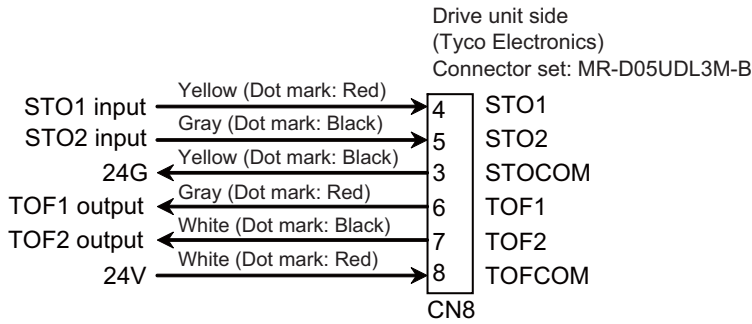 Drive unit side
(Tyco Electronics)
Connector set: MR-D05UDL3M-B
STO1 input Yellow (Dot mark: Red) 4 STO1
STO2 input Gray (Dot mark: Black) 5 STO2
24G Yellow (Dot mark: Black) 3 STOCOM
TOF1 output Gray (Dot mark: Red) 6 TOF1
TOF2 output White (Dot mark: Black) 7 TOF2
24V White (Dot mark: Red) 8 TOFCOM
CN8